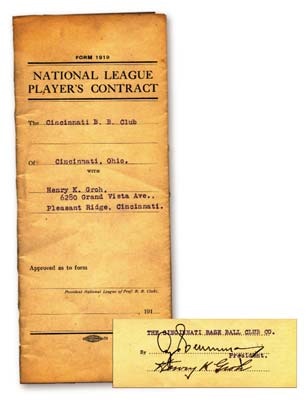 FORM 1919
NATIONAL LEAGUE
PLAYER'S CONTRACT
The Cincinnati B. B. Club
Of Cincinnati, Ohio.
WITH
Henry K. Groh,
6280 Grand Vista Ave.,
Pleasant Ridge, Cincinnati.
Approved as to form
President National League of Prof. B. B. Clubs.
191
THE CINCINNATI BASE BALL CLUB CO.
By
President.
Henry K Groh